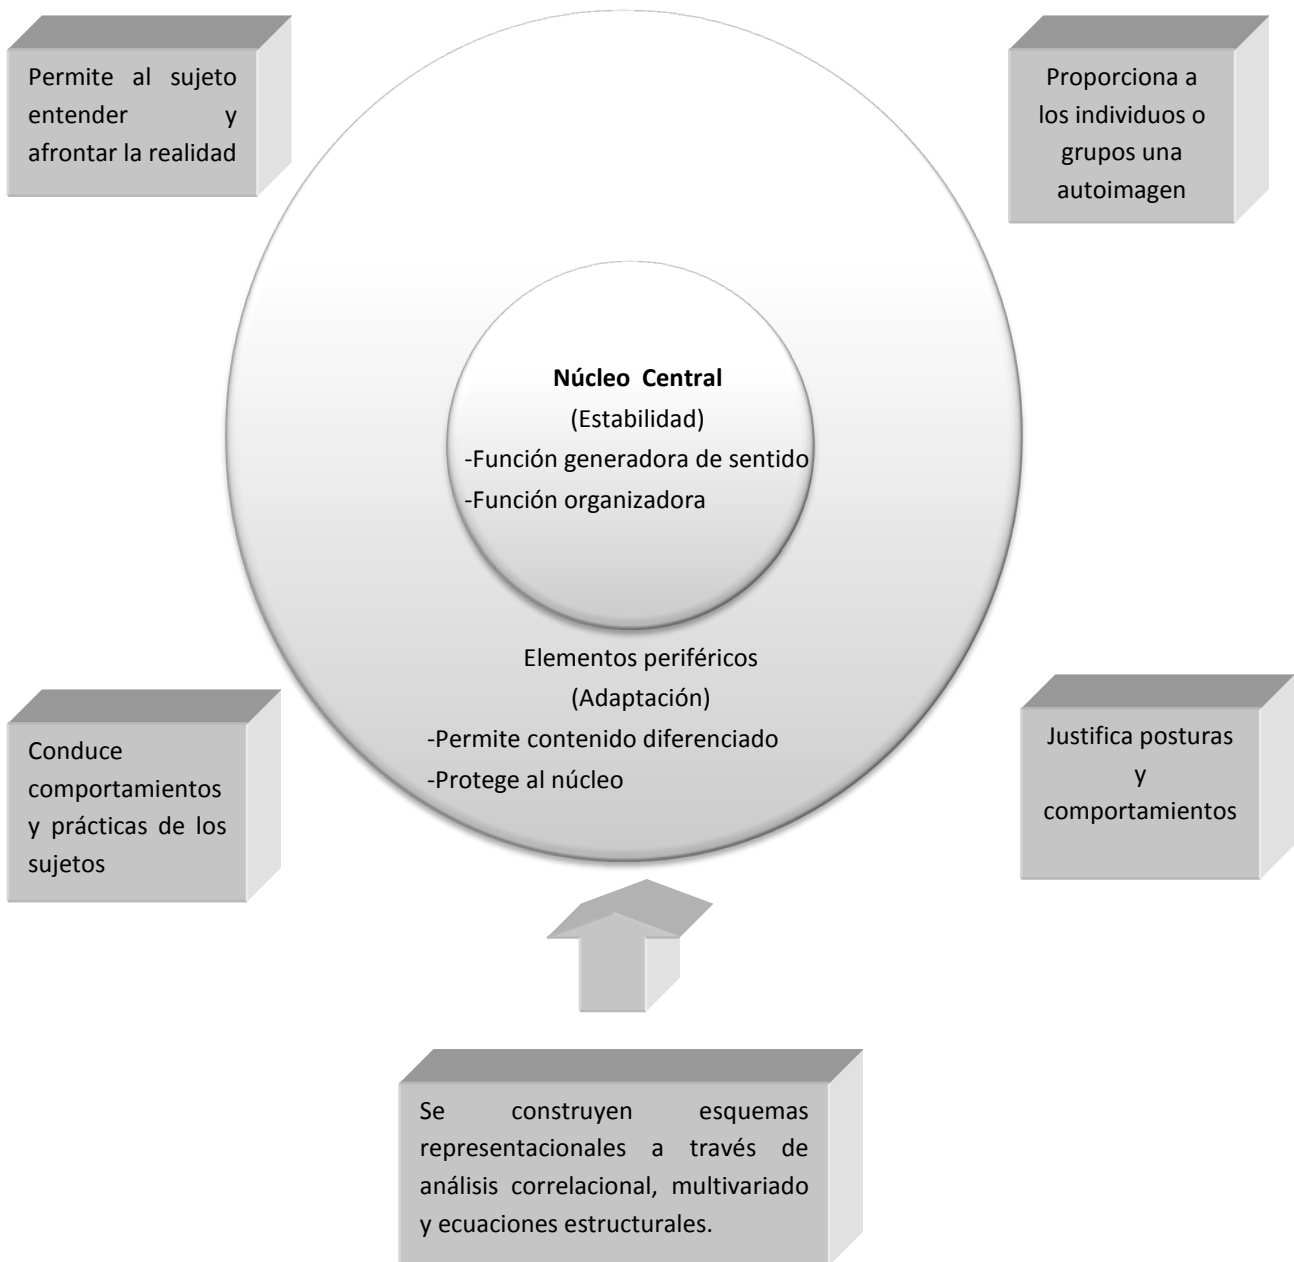 Permite al sujeto
entender y
afrontar la realidad
Proporciona a
los individuos o
grupos una
autoimagen
Núcleo Central
(Estabilidad)
-Función generadora de sentido
-Función organizadora
Elementos periféricos
(Adaptación)
-Permite contenido diferenciado
-Protege al núcleo
Conduce
comportamientos
y prácticas de los
sujetos
Justifica posturas
y
comportamientos
Se construyen esquemas
representacionales a través de
análisis correlacional, multivariado
y ecuaciones estructurales.